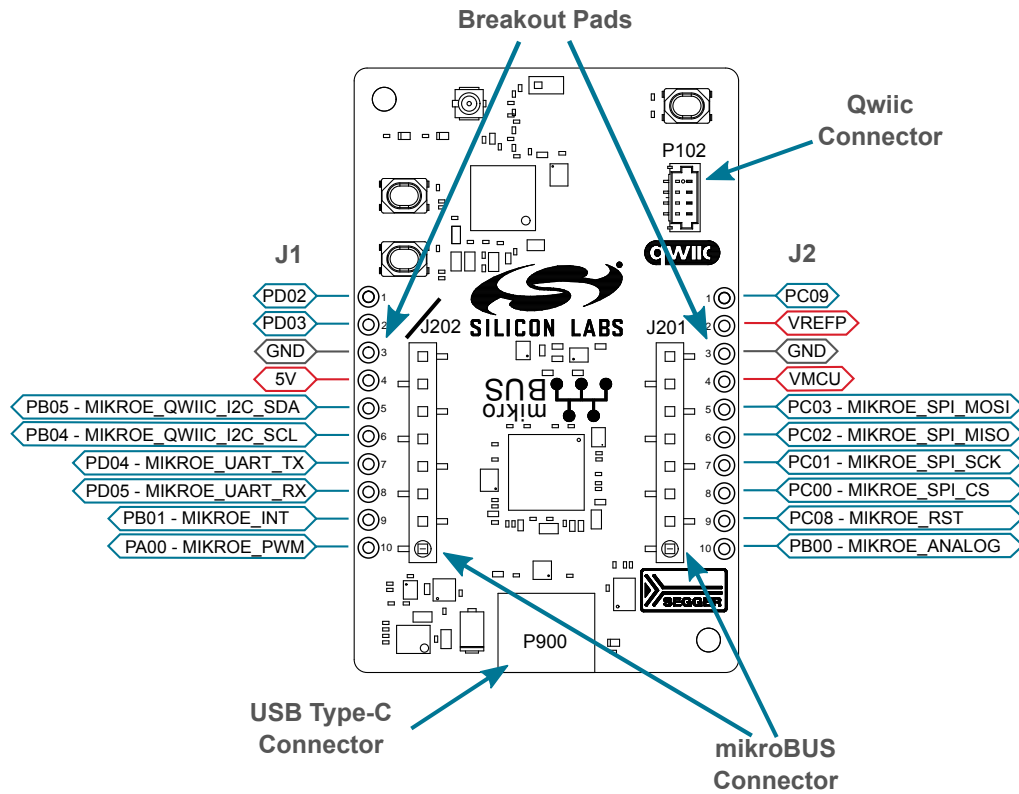 Breakout Pads
Qwiic
Connector
P102
qwiic
J1
J2
PD02
1
1
PC09
PD03
2
J202
SILICON LABS
J201
2
VREFP
GND
3
3
GND
5V
4
mikro
BUS
4
VMCU
PB05 - MIKROE_QWIIC_I2C_SDA
5
5
PC03 - MIKROE_SPI_MOSI
PB04 - MIKROE_QWIIC_I2C_SCL
6
6
PC02 - MIKROE_SPI_MISO
PD04 - MIKROE_UART_TX
7
7
PC01 - MIKROE_SPI_SCK
PD05 - MIKROE_UART_RX
8
8
PC00 - MIKROE_SPI_CS
PB01 - MIKROE_INT
9
9
PC08 - MIKROE_RST
PA00 - MIKROE_PWM
10
10
PB00 - MIKROE_ANALOG
SEGGER
P900
USB Type-C
Connector
mikroBUS
Connector